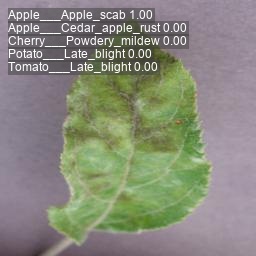 Apple___Apple_scab 1.00
Apple___Cedar_apple_rust 0.00
Cherry___Powdery_mildew 0.00
Potato___Late_blight 0.00
Tomato___Late_blight 0.00